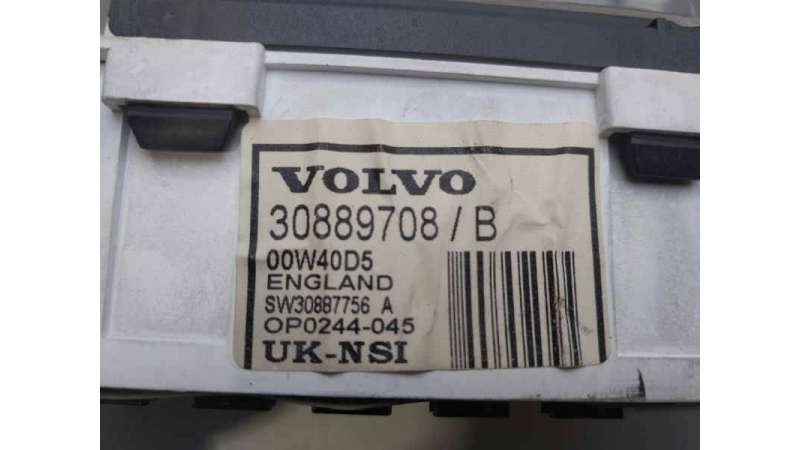 VOLVO
30889708 / B
00W40D5
ENGLAND
SW30887756 A
OP0244-045
UK-NSI